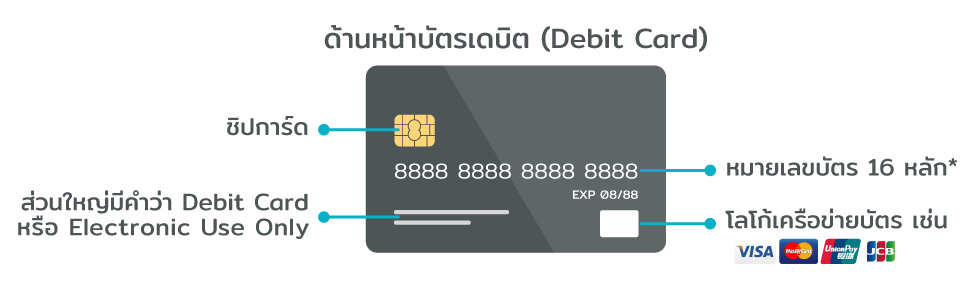 ด้านหน้าบัตรเดบิต (Debit Card)
ชิปการ์ด
8888 8888 8888 8888
หมายเลขบัตร 16 หลัก*
EXP 08/88
ส่วนใหญ่มีคำว่า Debit Card
หรือ Electronic Use Only
โลโก้เครือข่ายบัตร เช่น
VISA MasterCard UnionPay 银联 JCB